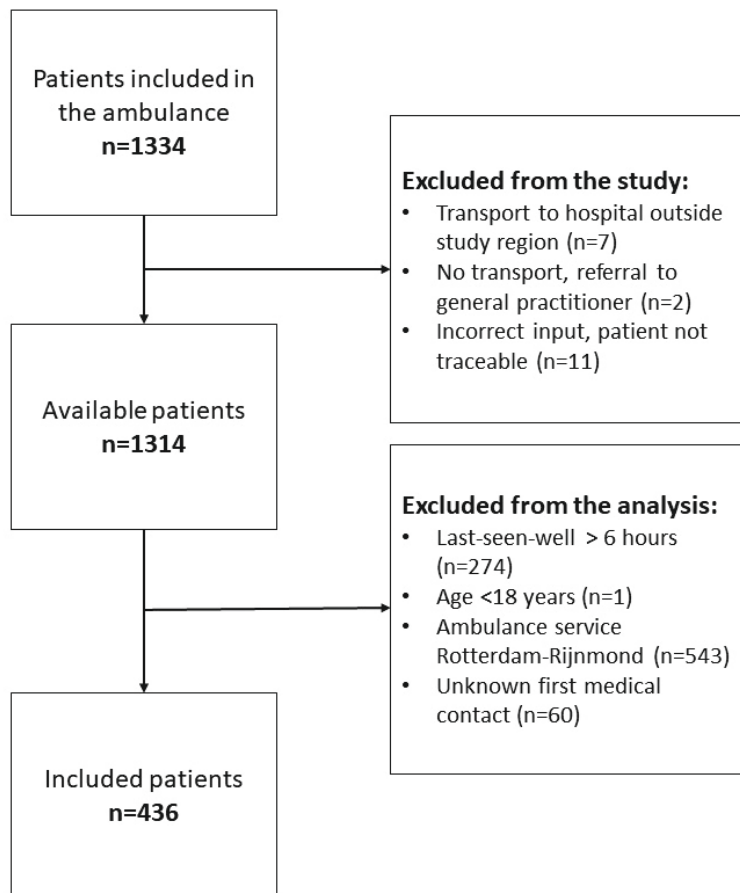 Patients included in
the ambulance
n=1334
Excluded from the study:
• Transport to hospital outside
study region (n=7)
• No transport, referral to
general practitioner (n=2)
• Incorrect input, patient not
traceable (n=11)
Available patients
n=1314
Excluded from the analysis:
• Last-seen-well > 6 hours
(n=274)
• Age <18 years (n=1)
• Ambulance service
Rotterdam-Rijnmond (n=543)
• Unknown first medical
contact (n=60)
Included patients
n=436